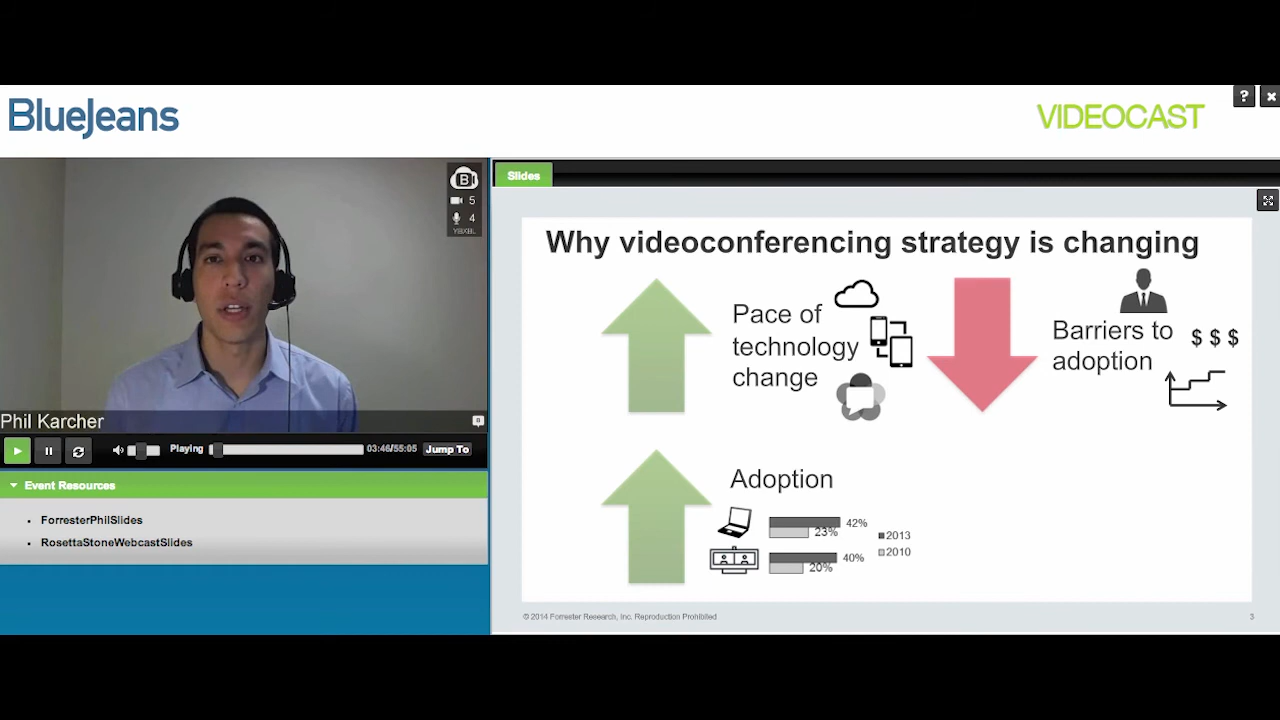 BlueJeans
VIDEOCAST
?
B
5
4
Phil Karcher
Playing
03:46/55:05
Jump To
Event Resources
ForresterPhilSlides
RosettaStoneWebcastSlides
Slides
Why videoconferencing strategy is changing
Pace of
technology
change
Barriers to
adoption
$ $ $
Adoption
42%
23%
40%
20%
2013
2010
© 2014 Forrester Research, Inc. Reproduction Prohibited
3